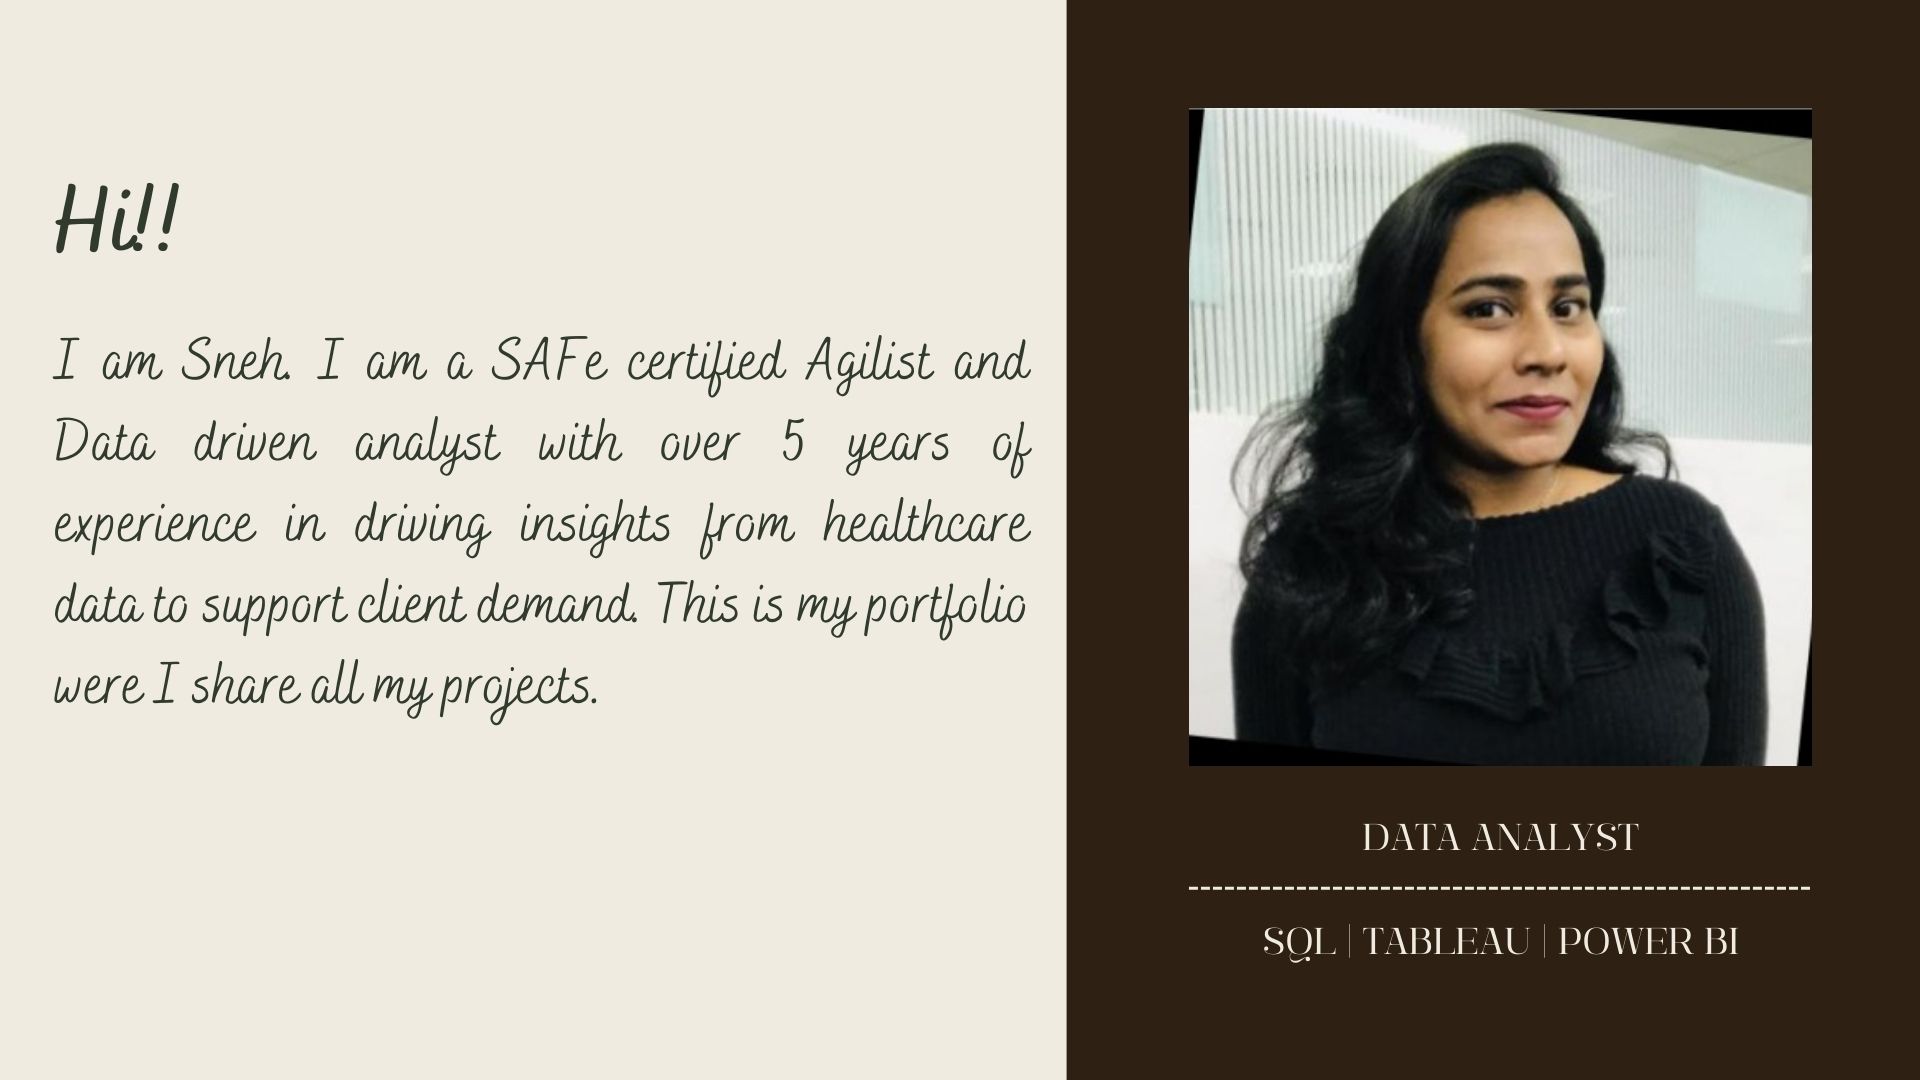 Hi!!
I am Sneh. I am a SAFe certified Agilist and
Data driven analyst with over 5 years of
experience in driving insights from healthcare
data to support client demand. This is my portfolio
were I share all my projects.
DATA ANALYST
SQL | TABLEAU | POWER BI